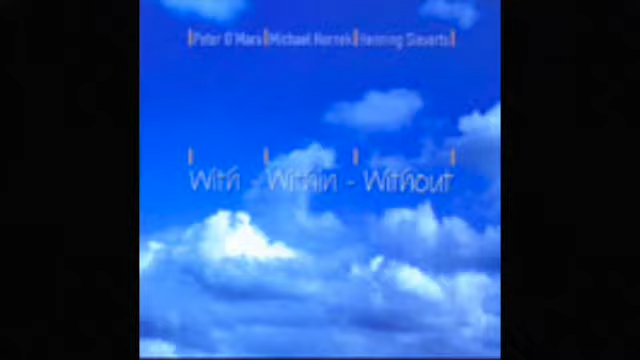 Peter O'Mara Michael Hornek Henning Sieverts
With - Within - Without